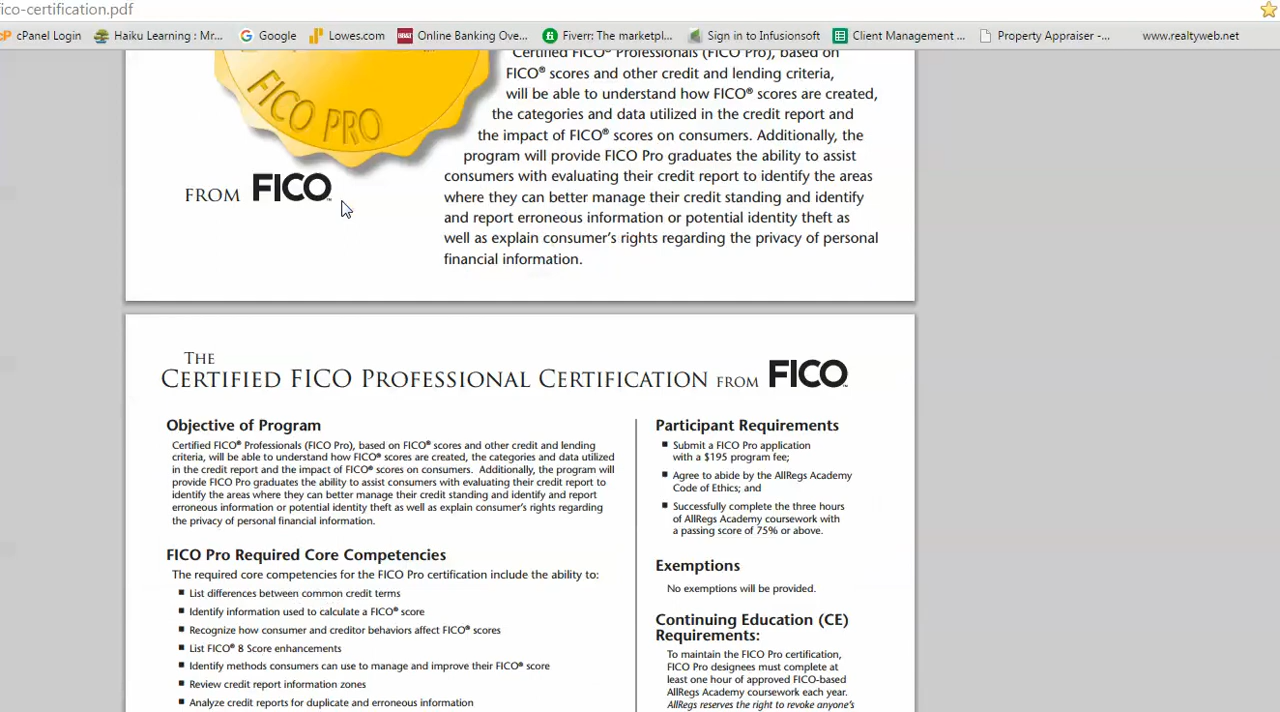 fico-certification.pdf
cPanel Login
Haiku Learning : Mr...
Google
Lowes.com
Online Banking Ove...
Fiverr: The marketpl...
Sign in to Infusionsoft
Client Management ...
Property Appraiser -...
www.realtyweb.net
FICO PRO
FROM FICO™
Certified FICO® Professionals (FICO Pro), based on
FICO® scores and other credit and lending criteria,
will be able to understand how FICO® scores are created,
the categories and data utilized in the credit report and
the impact of FICO® scores on consumers. Additionally, the
program will provide FICO Pro graduates the ability to assist
consumers with evaluating their credit report to identify the areas
where they can better manage their credit standing and identify
and report erroneous information or potential identity theft as
well as explain consumer's rights regarding the privacy of personal
financial information.
THE
CERTIFIED FICO PROFESSIONAL CERTIFICATION FROM FICO™
Objective of Program
Certified FICO® Professionals (FICO Pro), based on FICO® scores and other credit and lending
criteria, will be able to understand how FICO® scores are created, the categories and data utilized
in the credit report and the impact of FICO® scores on consumers. Additionally, the program will
provide FICO Pro graduates the ability to assist consumers with evaluating their credit report to
identify the areas where they can better manage their credit standing and identify and report
erroneous information or potential identity theft as well as explain consumer's rights regarding
the privacy of personal financial information.
FICO Pro Required Core Competencies
The required core competencies for the FICO Pro certification include the ability to:
■ List differences between common credit terms
■ Identify information used to calculate a FICO® score
■ Recognize how consumer and creditor behaviors affect FICO® scores
■ List FICO® 8 Score enhancements
■ Identify methods consumers can use to manage and improve their FICO® score
■ Review credit report information zones
■ Analyze credit reports for duplicate and erroneous information
Participant Requirements
■ Submit a FICO Pro application
with a $195 program fee;
■ Agree to abide by the AllRegs Academy
Code of Ethics; and
■ Successfully complete the three hours
of AllRegs Academy coursework with
a passing score of 75% or above.
Exemptions
No exemptions will be provided.
Continuing Education (CE)
Requirements:
To maintain the FICO Pro certification,
FICO Pro designees must complete at
least one hour of approved FICO-based
AllRegs Academy coursework each year.
AllRegs reserves the right to revoke anyone's